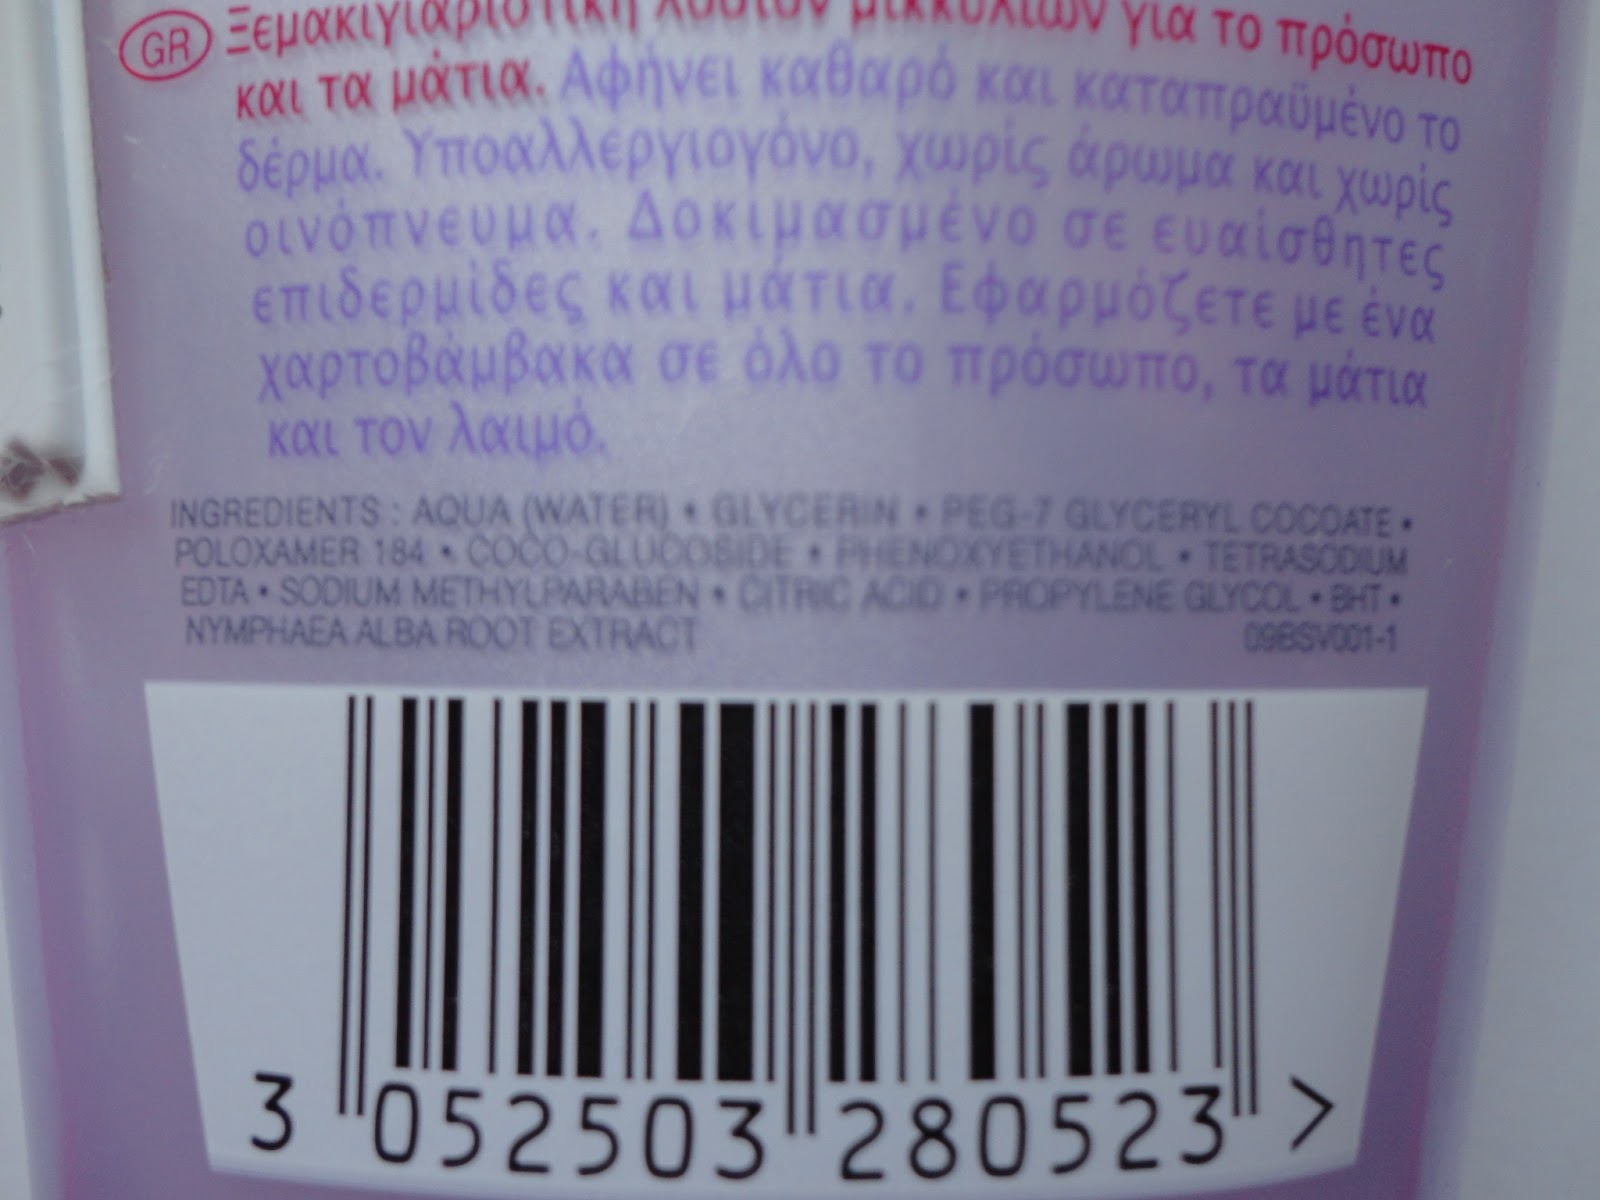 GR Ξεμακιγιαριστική λοσιόν μικκυλίων για το πρόσωπο
και τα μάτια. Αφήνει καθαρό και καταπραϋμένο το
δέρμα. Υποαλλεργιογόνο, χωρίς άρωμα και χωρίς
οινόπνευμα. Δοκιμασμένο σε ευαίσθητες
επιδερμίδες και μάτια. Εφαρμόζετε με ένα
χαρτοβάμβακα σε όλο το πρόσωπο, τα μάτια
και τον λαιμό.
INGREDIENTS : AQUA (WATER) • GLYCERIN • PEG-7 GLYCERYL COCOATE •
POLOXAMER 184 • COCO-GLUCOSIDE • PHENOXYETHANOL • TETRASODIUM
EDTA • SODIUM METHYLPARABEN • CITRIC ACID • PROPYLENE GLYCOL • BHT •
NYMPHAEA ALBA ROOT EXTRACT 09BSV001-1
3 052503 280523 >